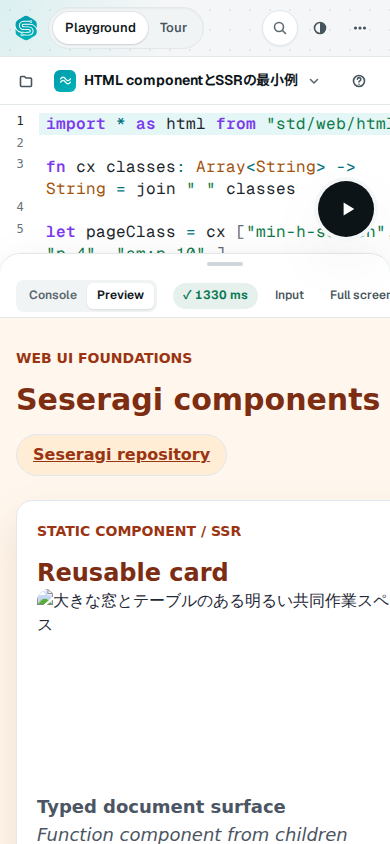 Playground
Tour
HTML componentとSSRの最小例
1 import * as html from "std/web/html
2
3 fn cx classes: Array<String> ->
String = join " " classes
4
5 let pageClass = cx ["min-h-
Console
Preview
✓ 1330 ms
Input
Full screen
WEB UI FOUNDATIONS
Seseragi components
Seseragi repository
STATIC COMPONENT / SSR
Reusable card
大きな窓とテーブルのある明るい共同作業スペ
ス
Typed document surface
Function component from children